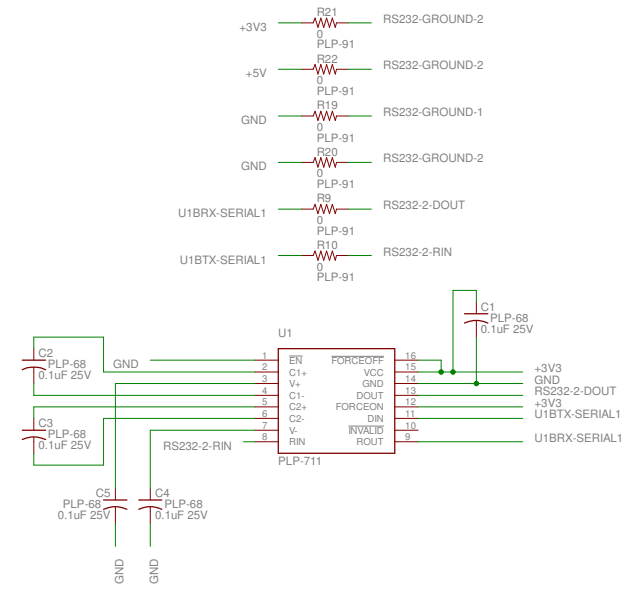 R21
+3V3
RS232-GROUND-2
0
PLP-91
R22
+5V
RS232-GROUND-2
0
PLP-91
R19
GND
RS232-GROUND-1
0
PLP-91
R20
GND
RS232-GROUND-2
0
PLP-91
R9
U1BRX-SERIAL1
RS232-2-DOUT
0
PLP-91
R10
U1BTX-SERIAL1
RS232-2-RIN
0
PLP-91
C1
PLP-68
0.1uF 25V
U1
C2
PLP-68
0.1uF 25V
GND
1 EN FORCEOFF 16
2 C1+ VCC 15 +3V3
3 V+ GND 14 GND
4 C1- DOUT 13 RS232-2-DOUT
5 C2+ FORCEON 12 +3V3
6 C2- DIN 11 U1BTX-SERIAL1
7 V- INVALID 10
RS232-2-RIN 8 RIN ROUT 9 U1BRX-SERIAL1
PLP-711
C3
PLP-68
0.1uF 25V
C5
PLP-68
0.1uF 25V
C4
PLP-68
0.1uF 25V
GND
GND